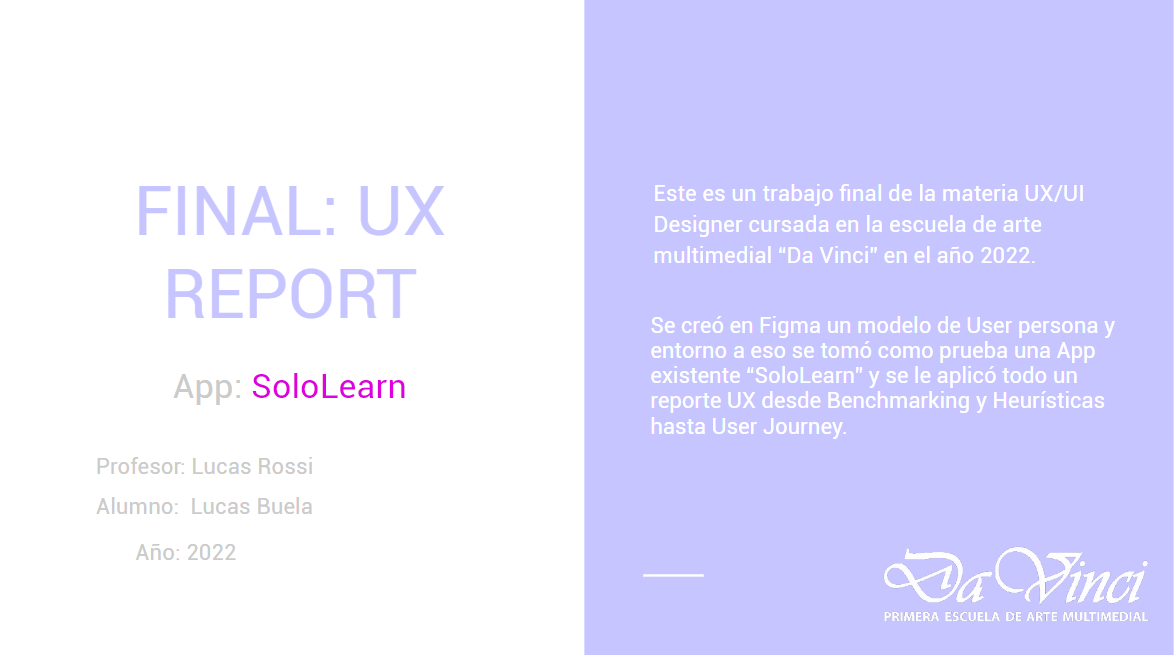 FINAL: UX
REPORT
App: SoloLearn
Profesor: Lucas Rossi
Alumno: Lucas Buela
Año: 2022
Este es un trabajo final de la materia UX/UI
Designer cursada en la escuela de arte
multimedial “Da Vinci” en el año 2022.
Se creó en Figma un modelo de User persona y
entorno a eso se tomó como prueba una App
existente “SoloLearn” y se le aplicó todo un
reporte UX desde Benchmarking y Heurísticas
hasta User Journey.
Da Vinci
PRIMERA ESCUELA DE ARTE MULTIMEDIAL